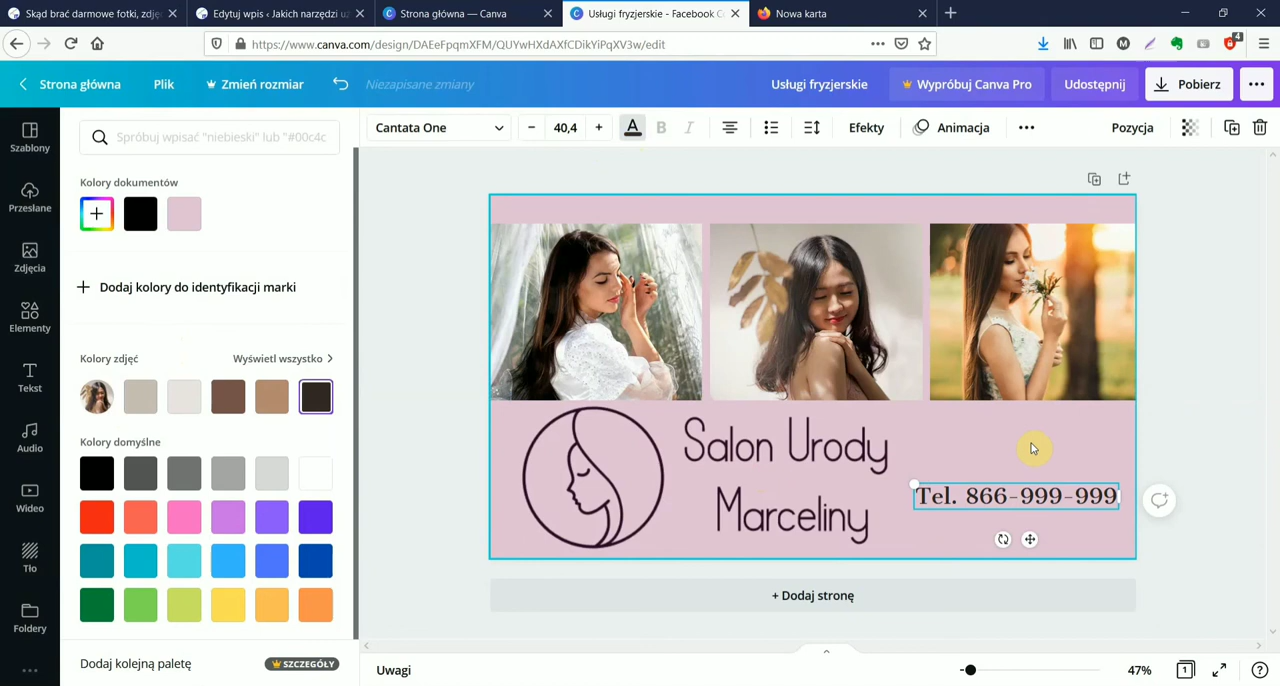 Skąd brać darmowe fotki, zdję
Edytuj wpis ‹ Jakich narzędzi uż
Strona główna — Canva
Usługi fryzjerskie - Facebook C
Nowa karta
https://www.canva.com/design/DAEeFpqmXFM/QUYwHXdAXfCDikYiPqXV3w/edit
4
Strona główna
Plik
Zmień rozmiar
Niezapisane zmiany
Usługi fryzjerskie
Wypróbuj Canva Pro
Udostępnij
Pobierz
Szablony
Przesłane
Zdjęcia
Elementy
Tekst
Audio
Wideo
Tło
Foldery
Spróbuj wpisać "niebieski" lub "#00c4c
Kolory dokumentów
Dodaj kolory do identyfikacji marki
Kolory zdjęć
Wyświetl wszystko
Kolory domyślne
Dodaj kolejną paletę
SZCZEGÓŁY
Cantata One
– 40,4 +
A B I
Efekty
Animacja
Pozycja
Salon Urody
Marceliny
Tel. 866-999-999
+ Dodaj stronę
Uwagi
47%
1
?